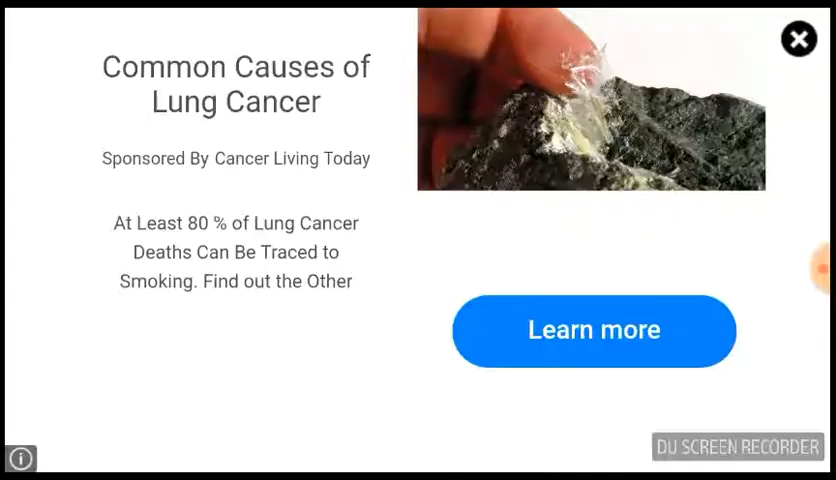 Common Causes of
Lung Cancer
Sponsored By Cancer Living Today
At Least 80 % of Lung Cancer
Deaths Can Be Traced to
Smoking. Find out the Other
Learn more
DU SCREEN RECORDER